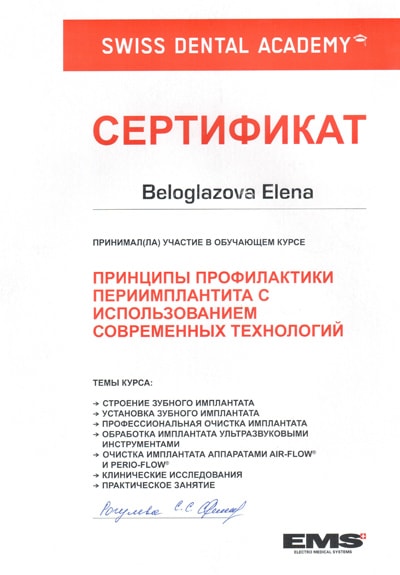 SWISS DENTAL ACADEMY
СЕРТИФИКАТ
Beloglazova Elena
ПРИНИМАЛ(ЛА) УЧАСТИЕ В ОБУЧАЮЩЕМ КУРСЕ
ПРИНЦИПЫ ПРОФИЛАКТИКИ
ПЕРИИМПЛАНТИТА С
ИСПОЛЬЗОВАНИЕМ
СОВРЕМЕННЫХ ТЕХНОЛОГИЙ
ТЕМЫ КУРСА:
→ СТРОЕНИЕ ЗУБНОГО ИМПЛАНТАТА
→ УСТАНОВКА ЗУБНОГО ИМПЛАНТАТА
→ ПРОФЕССИОНАЛЬНАЯ ОЧИСТКА ИМПЛАНТАТА
→ ОБРАБОТКА ИМПЛАНТАТА УЛЬТРАЗВУКОВЫМИ
ИНСТРУМЕНТАМИ
→ ОЧИСТКА ИМПЛАНТАТА АППАРАТАМИ AIR-FLOW®
И PERIO-FLOW®
→ КЛИНИЧЕСКИЕ ИССЛЕДОВАНИЯ
→ ПРАКТИЧЕСКОЕ ЗАНЯТИЕ
С.С.
EMS
ELECTRO MEDICAL SYSTEMS